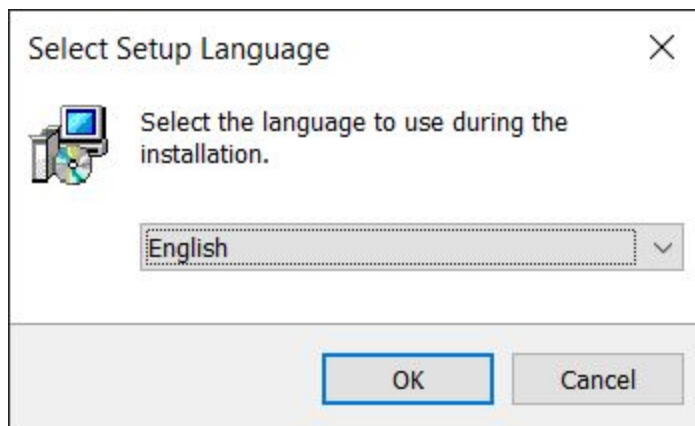 Select Setup Language
Select the language to use during the
installation.
English
OK
Cancel